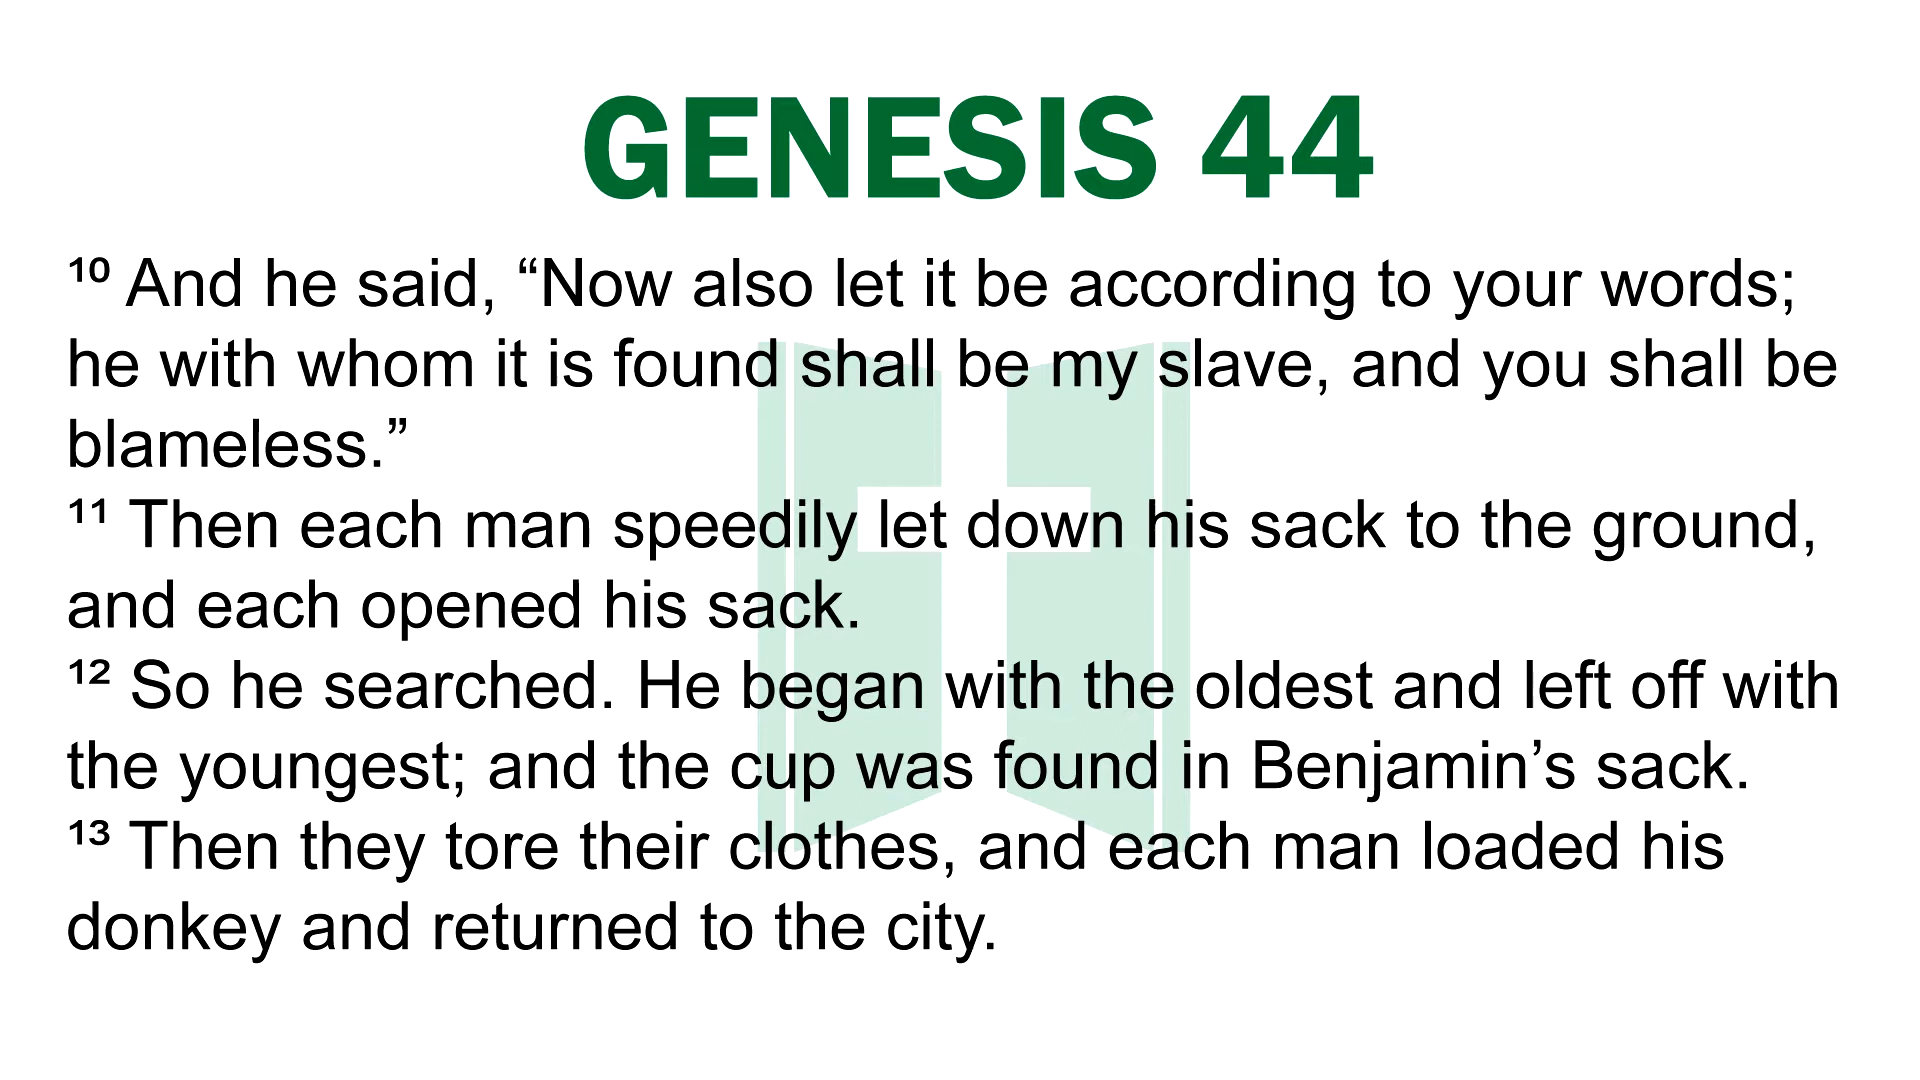 GENESIS 44
¹⁰ And he said, “Now also let it be according to your words;
he with whom it is found shall be my slave, and you shall be
blameless.”
¹¹ Then each man speedily let down his sack to the ground,
and each opened his sack.
¹² So he searched. He began with the oldest and left off with
the youngest; and the cup was found in Benjamin’s sack.
¹³ Then they tore their clothes, and each man loaded his
donkey and returned to the city.